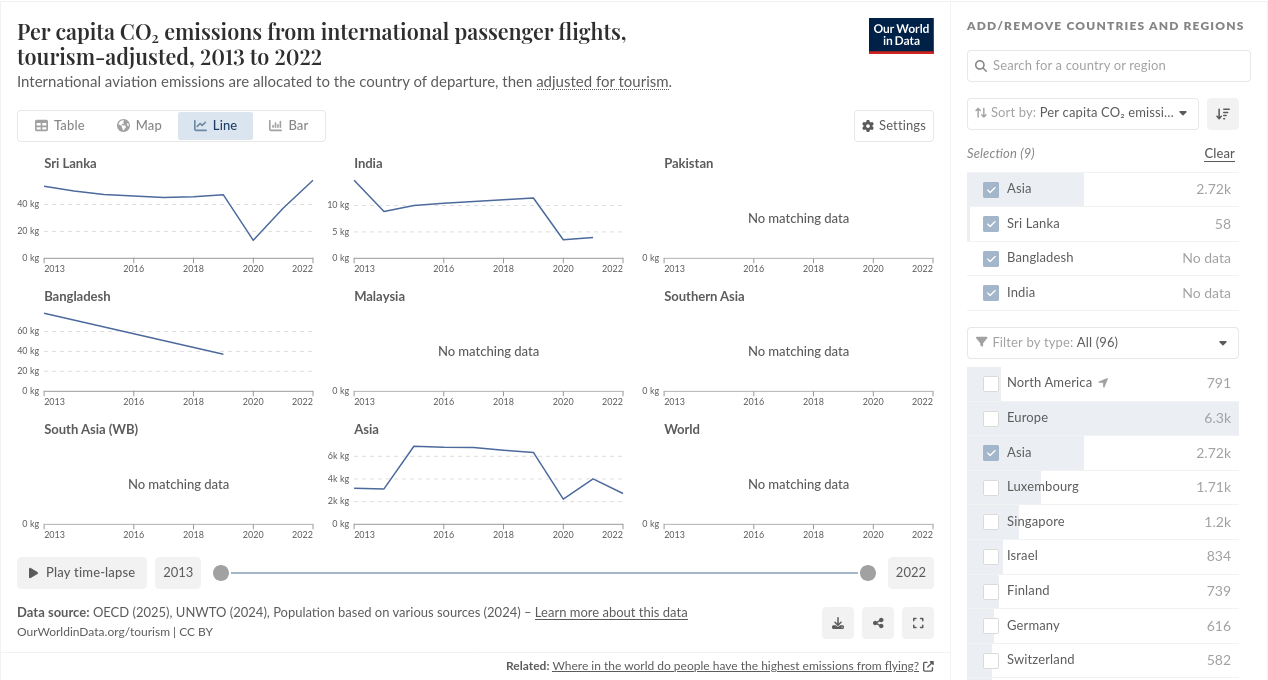 Per capita CO₂ emissions from international passenger flights,
tourism-adjusted, 2013 to 2022
International aviation emissions are allocated to the country of departure, then adjusted for tourism.
Our World
in Data
Table
Map
Line
Bar
Settings
Sri Lanka
40 kg
20 kg
0 kg
2013 2016 2018 2020 2022
India
10 kg
5 kg
0 kg
2013 2016 2018 2020 2022
Pakistan
No matching data
0 kg
2013 2016 2018 2020 2022
Bangladesh
60 kg
40 kg
20 kg
0 kg
2013 2016 2018 2020 2022
Malaysia
No matching data
0 kg
2013 2016 2018 2020 2022
Southern Asia
No matching data
0 kg
2013 2016 2018 2020 2022
South Asia (WB)
No matching data
0 kg
2013 2016 2018 2020 2022
Asia
6k kg
4k kg
2k kg
0 kg
2013 2016 2018 2020 2022
World
No matching data
0 kg
2013 2016 2018 2020 2022
Play time-lapse
2013
2022
Data source: OECD (2025), UNWTO (2024), Population based on various sources (2024) – Learn more about this data
OurWorldinData.org/tourism | CC BY
Related: Where in the world do people have the highest emissions from flying?
ADD/REMOVE COUNTRIES AND REGIONS
Search for a country or region
Sort by: Per capita CO₂ emissi...
Selection (9) Clear
Asia 2.72k
Sri Lanka 58
Bangladesh No data
India No data
Filter by type: All (96)
North America 791
Europe 6.3k
Asia 2.72k
Luxembourg 1.71k
Singapore 1.2k
Israel 834
Finland 739
Germany 616
Switzerland 582